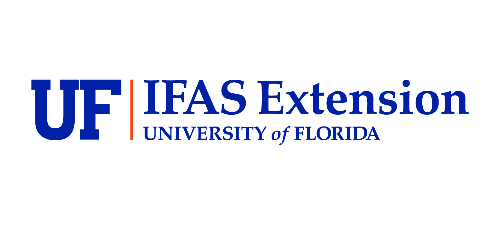 UF
IFAS Extension
UNIVERSITY of FLORIDA